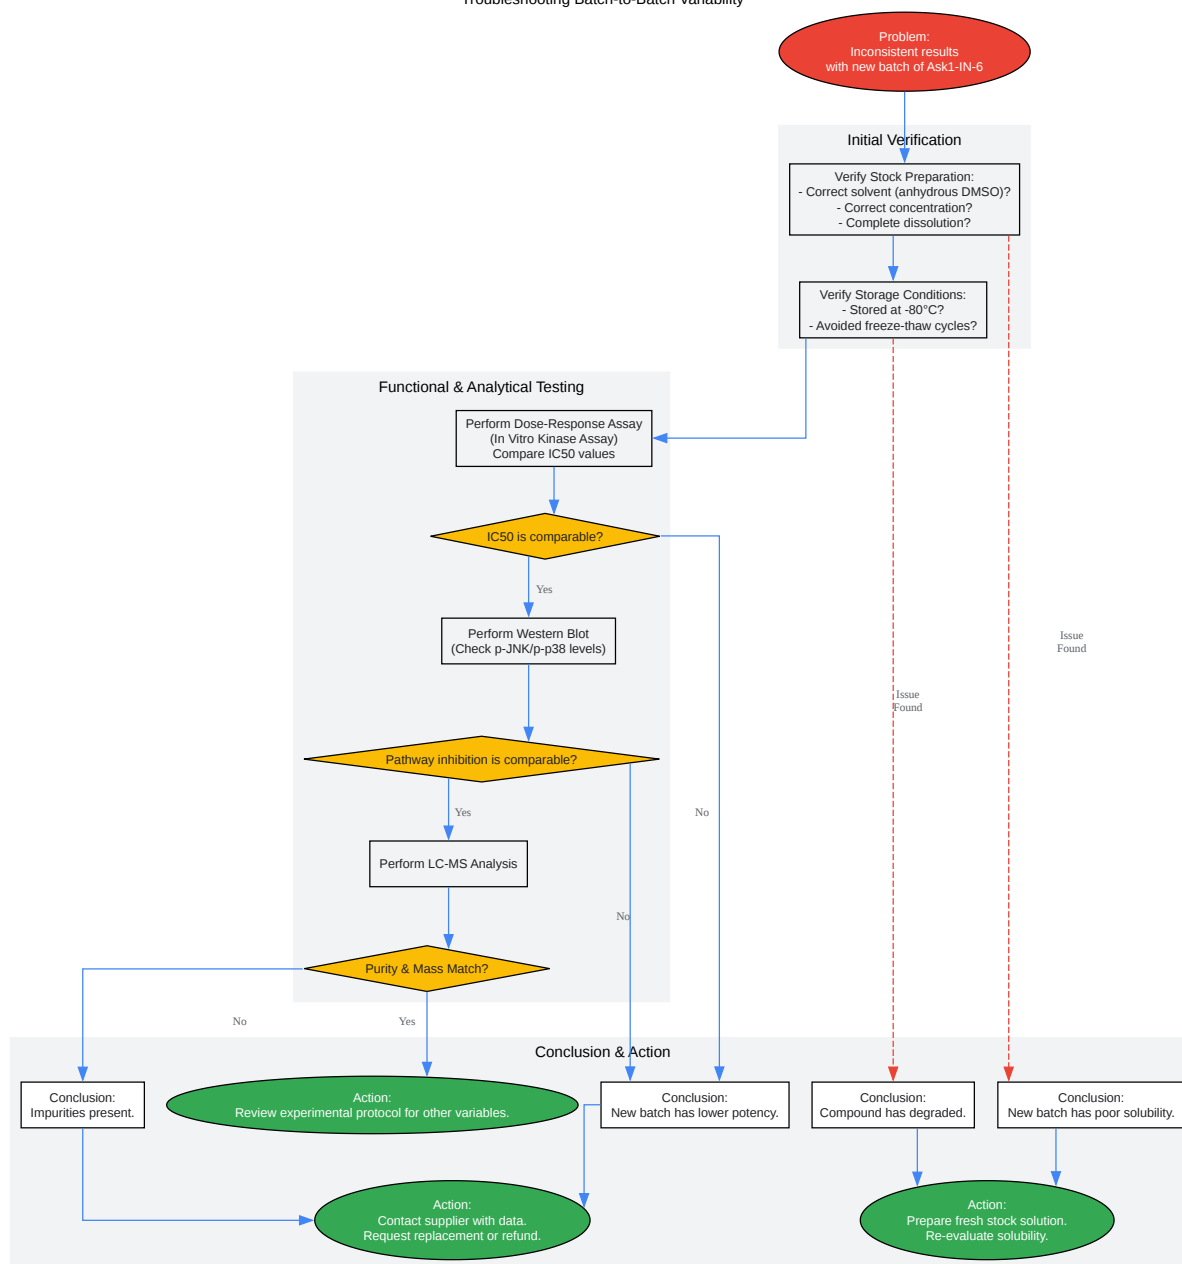 Troubleshooting Batch-to-Batch Variability
Problem:
Inconsistent results
with new batch of Ask1-IN-6
Initial Verification
Verify Stock Preparation:
- Correct solvent (anhydrous DMSO)?
- Correct concentration?
- Complete dissolution?
Verify Storage Conditions:
- Stored at -80°C?
- Avoided freeze-thaw cycles?
Functional & Analytical Testing
Perform Dose-Response Assay
(In Vitro Kinase Assay)
Compare IC50 values
IC50 is comparable?
Yes
Perform Western Blot
(Check p-JNK/p-p38 levels)
Issue
Found
Issue
Found
Pathway inhibition is comparable?
Yes
No
Perform LC-MS Analysis
No
Purity & Mass Match?
No
Yes
Conclusion & Action
Conclusion:
Impurities present.
Action:
Review experimental protocol for other variables.
Conclusion:
New batch has lower potency.
Conclusion:
Compound has degraded.
Conclusion:
New batch has poor solubility.
Action:
Contact supplier with data.
Request replacement or refund.
Action:
Prepare fresh stock solution.
Re-evaluate solubility.